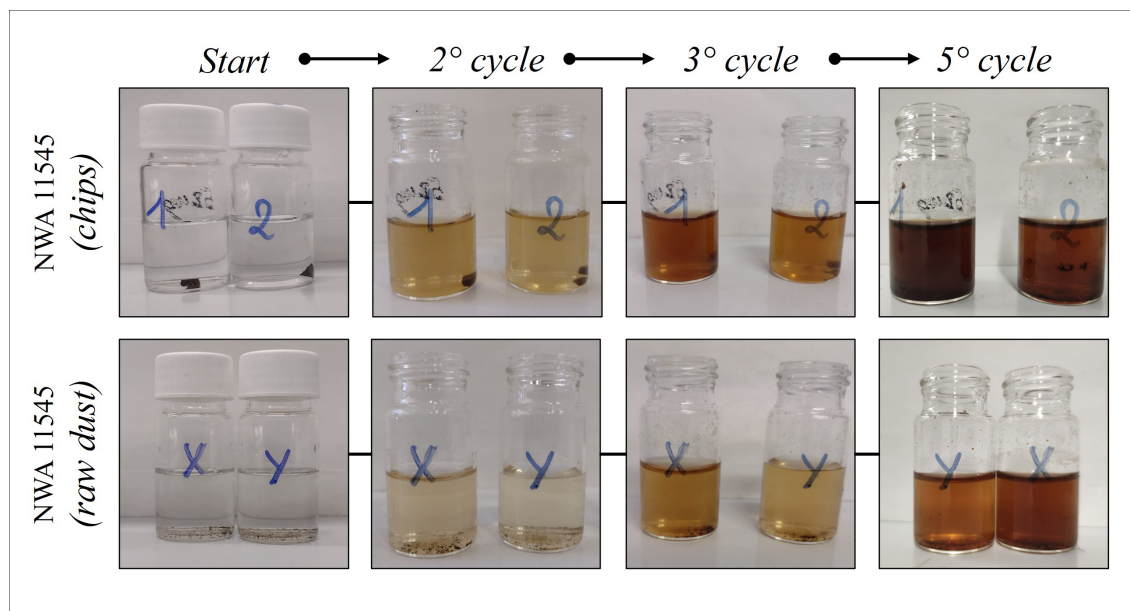 Start
2° cycle
3° cycle
5° cycle
NWA 11545
(chips)
1
2
1
2
1
2
1
2
NWA 11545
(raw dust)
X
Y
X
Y
X
Y
Y
X